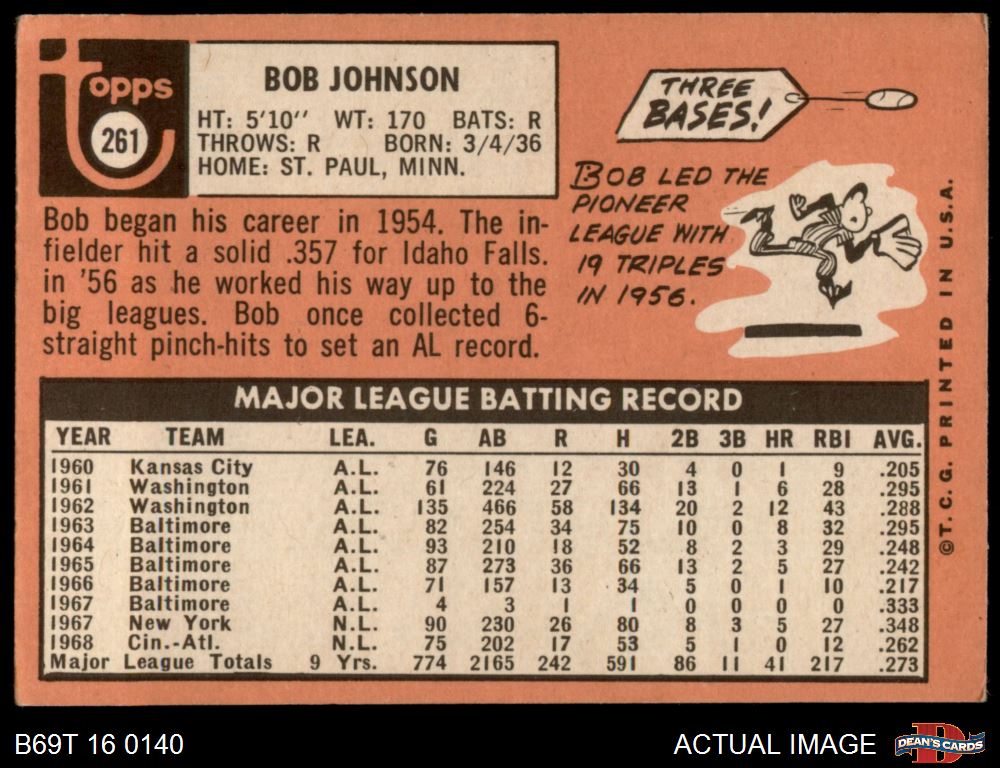 Topps
261
BOB JOHNSON
HT: 5'10" WT: 170 BATS: R
THROWS: R BORN: 3/4/36
HOME: ST. PAUL, MINN.
Bob began his career in 1954. The in-
fielder hit a solid .357 for Idaho Falls.
in '56 as he worked his way up to the
big leagues. Bob once collected 6-
straight pinch-hits to set an AL record.
THREE
BASES!
BOB LED THE
PIONEER
LEAGUE WITH
19 TRIPLES
IN 1956.
MAJOR LEAGUE BATTING RECORD
YEAR TEAM LEA. G AB R H 2B 3B HR RBI AVG.
1960 Kansas City A.L. 76 146 12 30 4 0 1 9 .205
1961 Washington A.L. 61 224 27 66 13 1 6 28 .295
1962 Washington A.L. 135 466 58 134 20 2 12 43 .288
1963 Baltimore A.L. 82 254 34 75 10 0 8 32 .295
1964 Baltimore A.L. 93 210 18 52 8 2 3 29 .248
1965 Baltimore A.L. 87 273 36 66 13 2 5 27 .242
1966 Baltimore A.L. 71 157 13 34 5 0 1 10 .217
1967 Baltimore A.L. 4 3 1 1 0 0 0 0 .333
1967 New York N.L. 90 230 26 80 8 3 5 27 .348
1968 Cin.-Atl. N.L. 75 202 17 53 5 1 0 12 .262
Major League Totals 9 Yrs. 774 2165 242 591 86 11 41 217 .273
©T.C.G. PRINTED IN U.S.A.
B69T 16 0140
ACTUAL IMAGE
D
DEAN'S CARDS